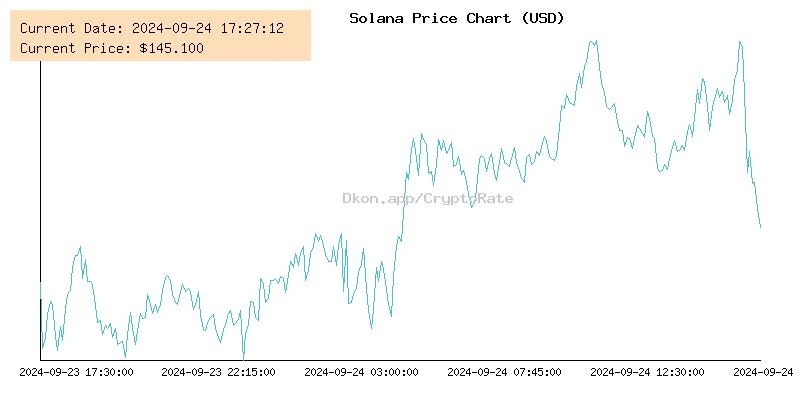 Solana Price Chart (USD)
Current Date: 2024-09-24 17:27:12
Current Price: $145.100
Dkon.app/CryptoRate
2024-09-23 17:30:00 2024-09-23 22:15:00 2024-09-24 03:00:00 2024-09-24 07:45:00 2024-09-24 12:30:00 2024-09-24